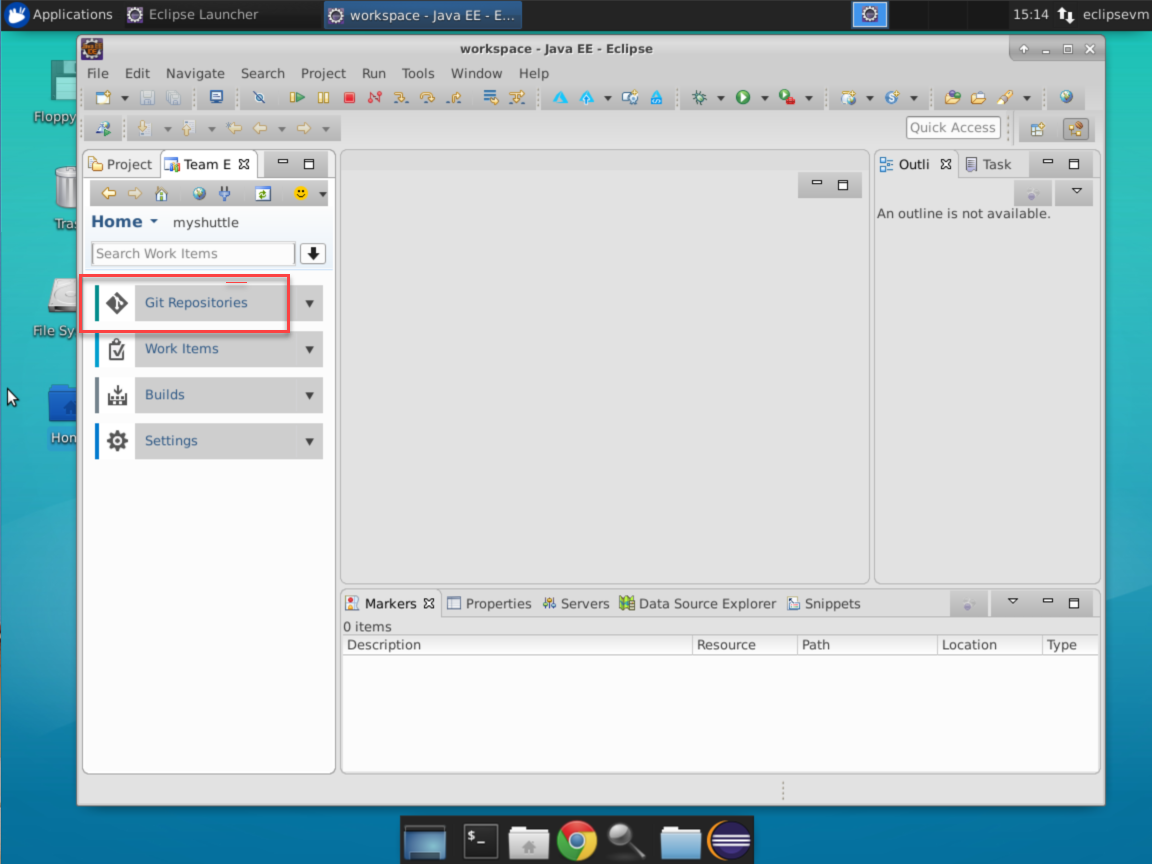 Applications Eclipse Launcher workspace - Java EE - E... 15:14 eclipsevm
workspace - Java EE - Eclipse
File Edit Navigate Search Project Run Tools Window Help
Quick Access
Floppy
Project Team E Outli Task
Home myshuttle An outline is not available.
Search Work Items
Git Repositories
File Sy
Work Items
Builds
Hon
Settings
Markers Properties Servers Data Source Explorer Snippets
0 items
Description Resource Path Location Type
$_